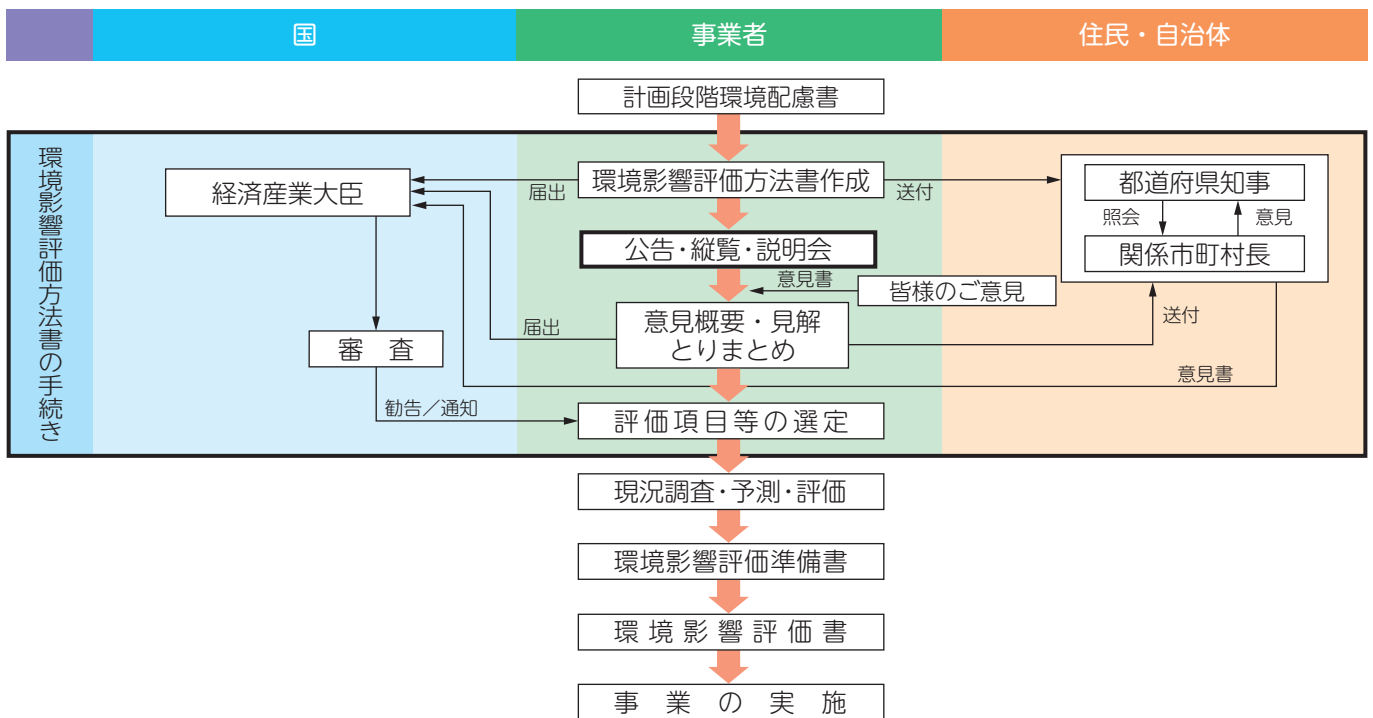 国
事業者
住民・自治体
計画段階環境配慮書
環境影響評価方法書の手続き
経済産業大臣
届出
環境影響評価方法書作成
送付
都道府県知事
照会
意見
関係市町村長
公告・縦覧・説明会
意見書
皆様のご意見
届出
意見概要・見解
とりまとめ
送付
審査
意見書
勧告／通知
評価項目等の選定
現況調査・予測・評価
環境影響評価準備書
環境影響評価書
事業の実施